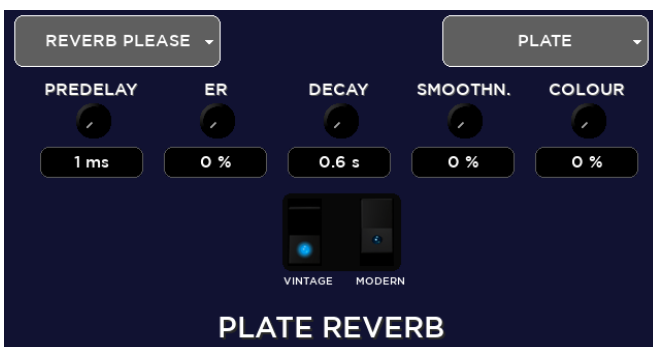 REVERB PLEASE PLATE
PREDELAY ER DECAY SMOOTHN. COLOUR
1 ms 0 % 0.6 s 0 % 0 %
VINTAGE MODERN
PLATE REVERB